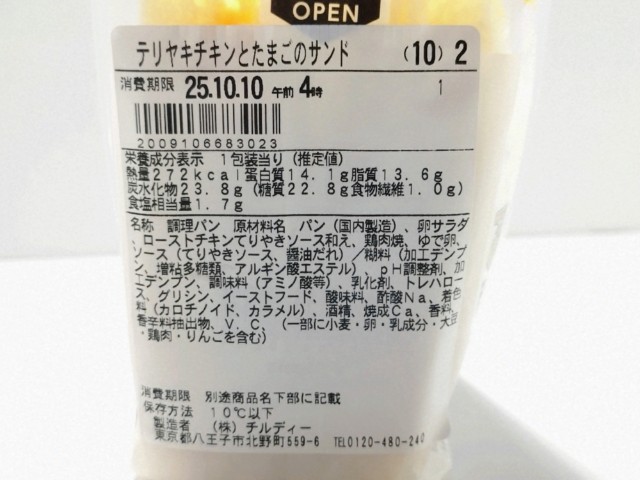 OPEN
テリヤキチキンとたまごのサンド (10) 2
消費期限 25.10.10 午前 4時 1
2009106683023
栄養成分表示 1包装当り (推定値)
熱量272kcal蛋白質14.1g脂質13.6g
炭水化物23.8g(糖質22.8g食物繊維1.0g)
食塩相当量1.7g
名称 調理パン 原材料名 パン(国内製造)、卵サラダ
、ローストチキンてりやきソース和え、鶏肉焼、ゆで卵、
ソース(てりやきソース、醤油だれ)/糊料(加工デンプ
ン、増粘多糖類、アルギン酸エステル)、pH調整剤、加
工デンプン、調味料(アミノ酸等)、乳化剤、トレハロー
ス、グリシン、イーストフード、酸味料、酢酸Na、着色
料(カロチノイド、カラメル)、酒精、焼成Ca、香料、
香辛料抽出物、V.C、(一部に小麦・卵・乳成分・大豆
・鶏肉・りんごを含む)
消費期限 別途商品名下部に記載
保存方法 10℃以下
製造者 (株)チルディー
東京都八王子市北野町559-6 TEL0120-480-240